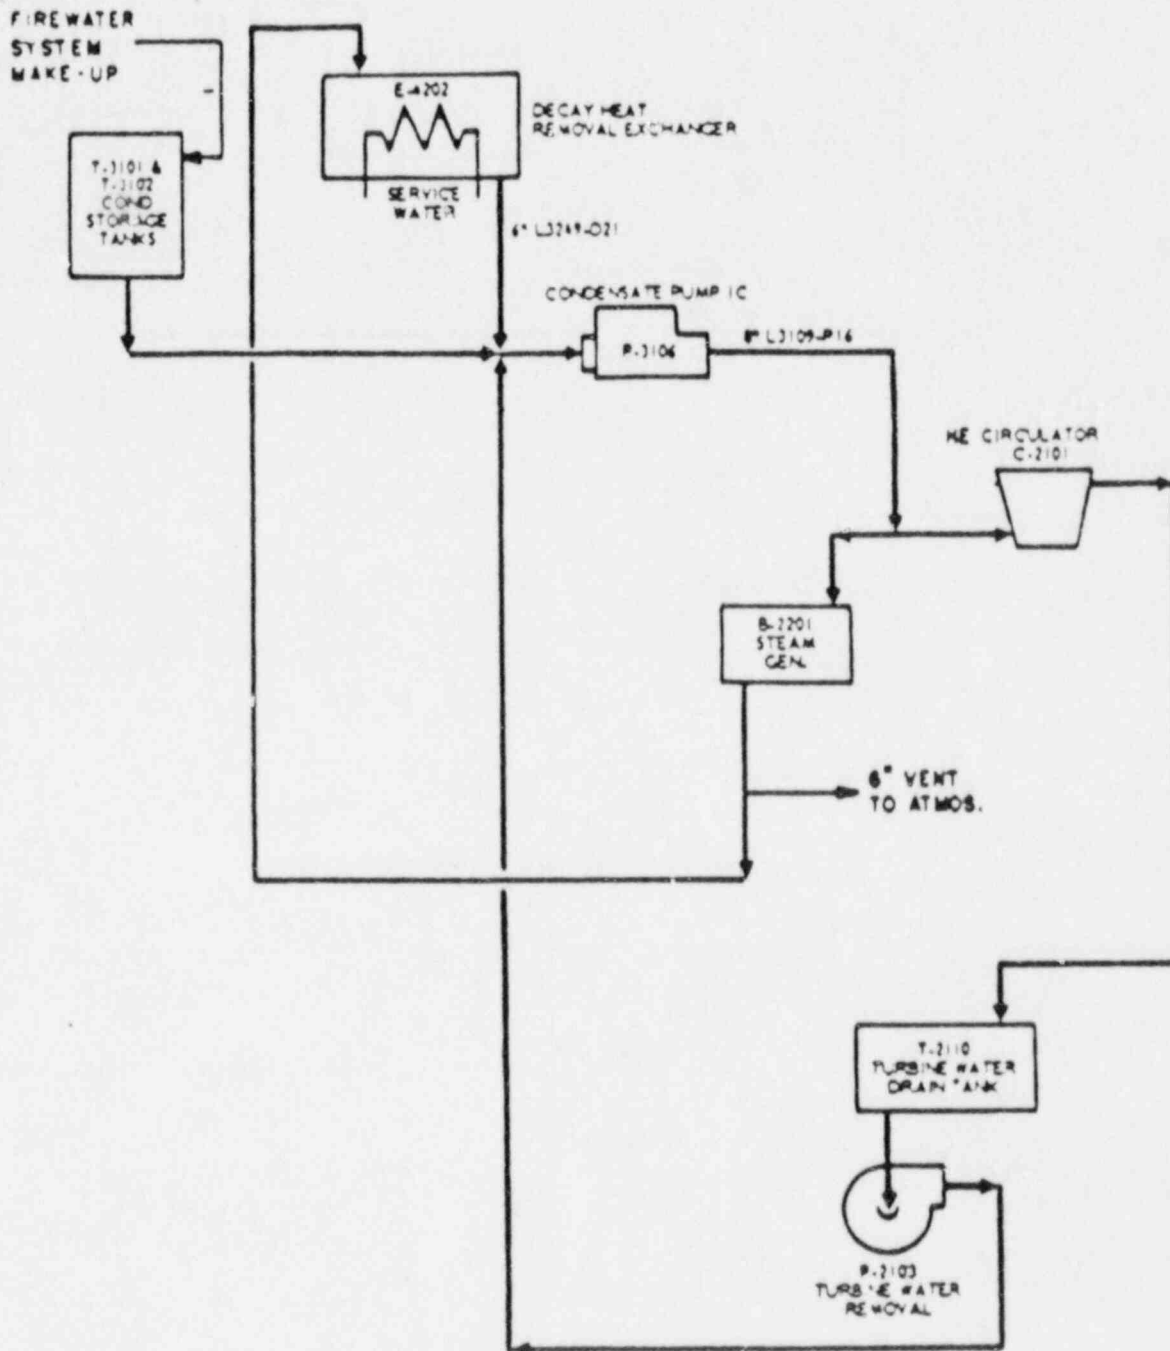 FIREWATER
SYSTEM
MAKE-UP
E-4202
DECAY HEAT
REMOVAL EXCHANGER
T-3101 &
T-3102
COND
STORAGE
TANKS
SERVICE
WATER
6" L3249-D21
CONDENSATE PUMP 1C
P-3106
8" L3109-P16
HE CIRCULATOR
C-2101
B-2201
STEAM
GEN.
6" VENT
TO ATMOS.
T-2110
TURBINE WATER
DRAIN TANK
P-2103
TURBINE WATER
REMOVAL